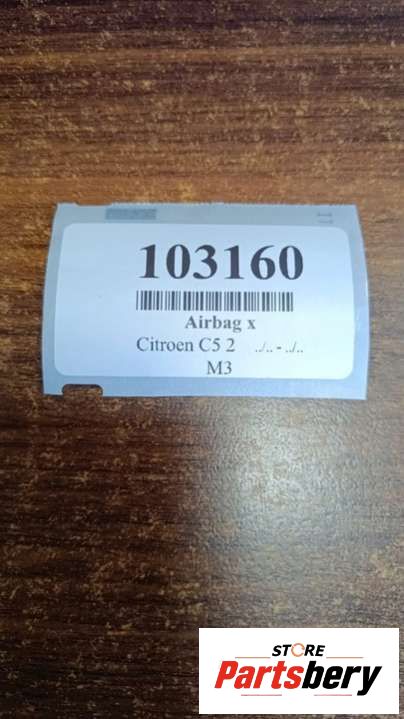 103160
Airbag x
Citroen C5 2 ../.. - ../..
M3
STORE
Partsbery